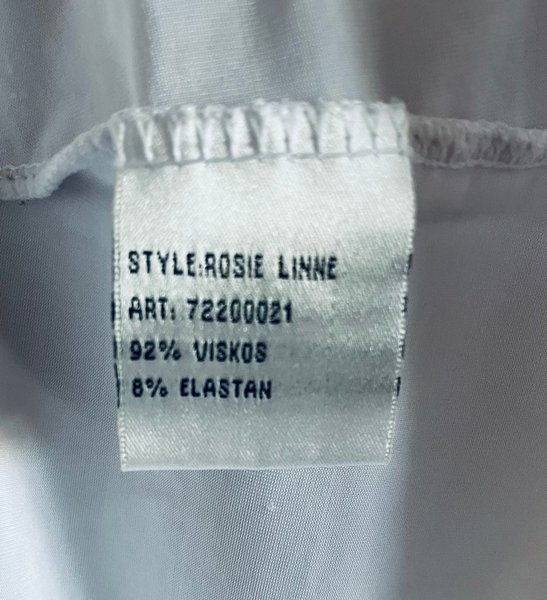 STYLE:ROSIE LINNE
ART: 72200021
92% VISKOS
8% ELASTAN